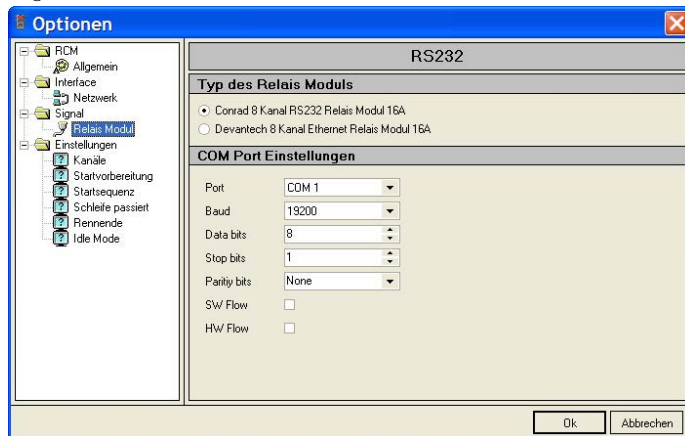 Optionen
RCM
Allgemein
Interface
Netzwerk
Signal
Relais Modul
Einstellungen
Kanäle
Startvorbereitung
Startsequenz
Schleife passiert
Rennende
Idle Mode
RS232
Typ des Relais Moduls
Conrad 8 Kanal RS232 Relais Modul 16A
Devantech 8 Kanal Ethernet Relais Modul 16A
COM Port Einstellungen
Port COM 1
Baud 19200
Data bits 8
Stop bits 1
Paritiy bits None
SW Flow
HW Flow
Ok Abbrechen